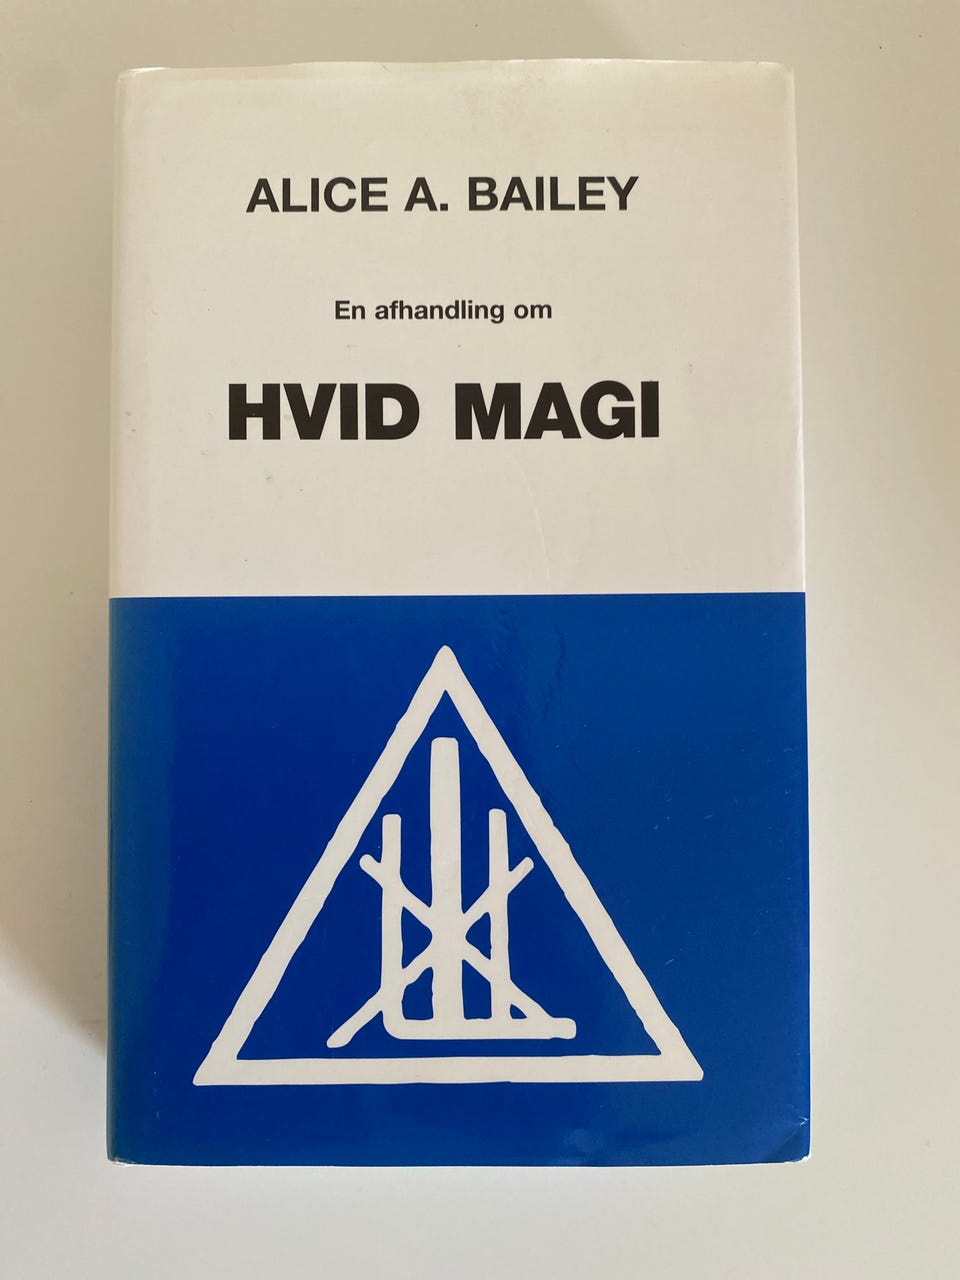 ALICE A. BAILEY
En afhandling om
HVID MAGI